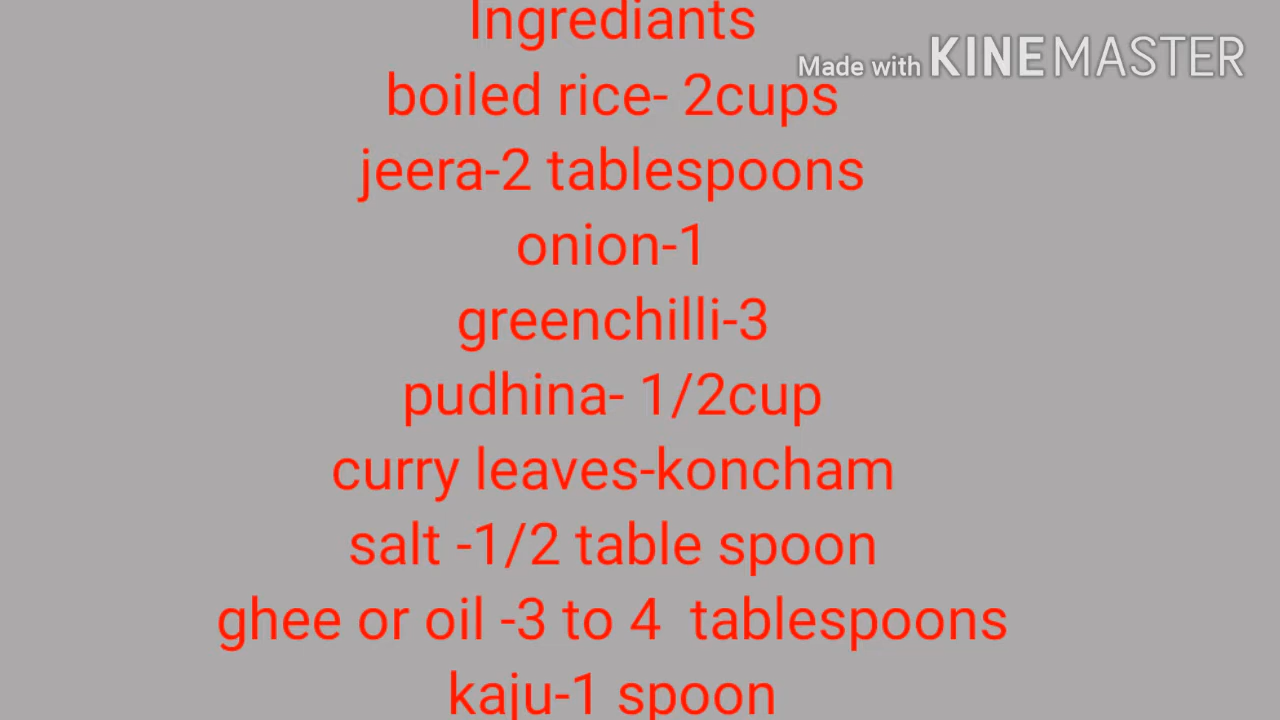 Ingrediants
Made with KINEMASTER
boiled rice- 2cups
jeera-2 tablespoons
onion-1
greenchilli-3
pudhina- 1/2cup
curry leaves-koncham
salt -1/2 table spoon
ghee or oil -3 to 4  tablespoons
kaju-1 spoon